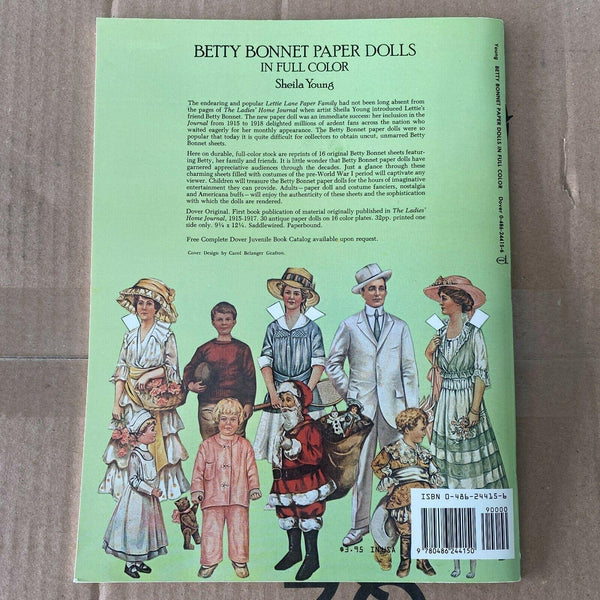 BETTY BONNET PAPER DOLLS
IN FULL COLOR
Sheila Young
The endearing and popular Lettie Lane Paper Family had not been long absent from
the pages of The Ladies' Home Journal when artist Sheila Young introduced Lettie's
friend Betty Bonnet. The new paper doll was an immediate success: her inclusion in the
Journal from 1915 to 1918 delighted millions of ardent fans across the nation who
waited eagerly for her monthly appearance. The Betty Bonnet paper dolls were so
popular that today it is quite difficult for collectors to obtain uncut, unmarred Betty
Bonnet sheets.
Here on durable, full-color stock are reprints of 16 original Betty Bonnet sheets featur-
ing Betty, her family and friends. It is little wonder that Betty Bonnet paper dolls have
garnered appreciative audiences through the decades. Just a glance through these
charming sheets filled with costumes of the pre-World War I period will captivate any
viewer. Children will treasure the Betty Bonnet paper dolls for the hours of imaginative
entertainment they can provide. Adults—paper doll and costume fanciers, nostalgia
and Americana buffs—will enjoy the authenticity of these sheets and the sophistication
with which the dolls are rendered.
Dover Original. First book publication of material originally published in The Ladies'
Home Journal, 1915-1917. 30 antique paper dolls on 16 color plates. 32pp. printed one
side only. 9¼ x 12¼. Saddlewired. Paperbound.
Free Complete Dover Juvenile Book Catalog available upon request.
Cover Design by Carol Belanger Grafton.
Young BETTY BONNET PAPER DOLLS IN FULL COLOR Dover 0-486-24415-6
ISBN 0-486-24415-6
90000
9 780486 244150
$3.95 IN USA